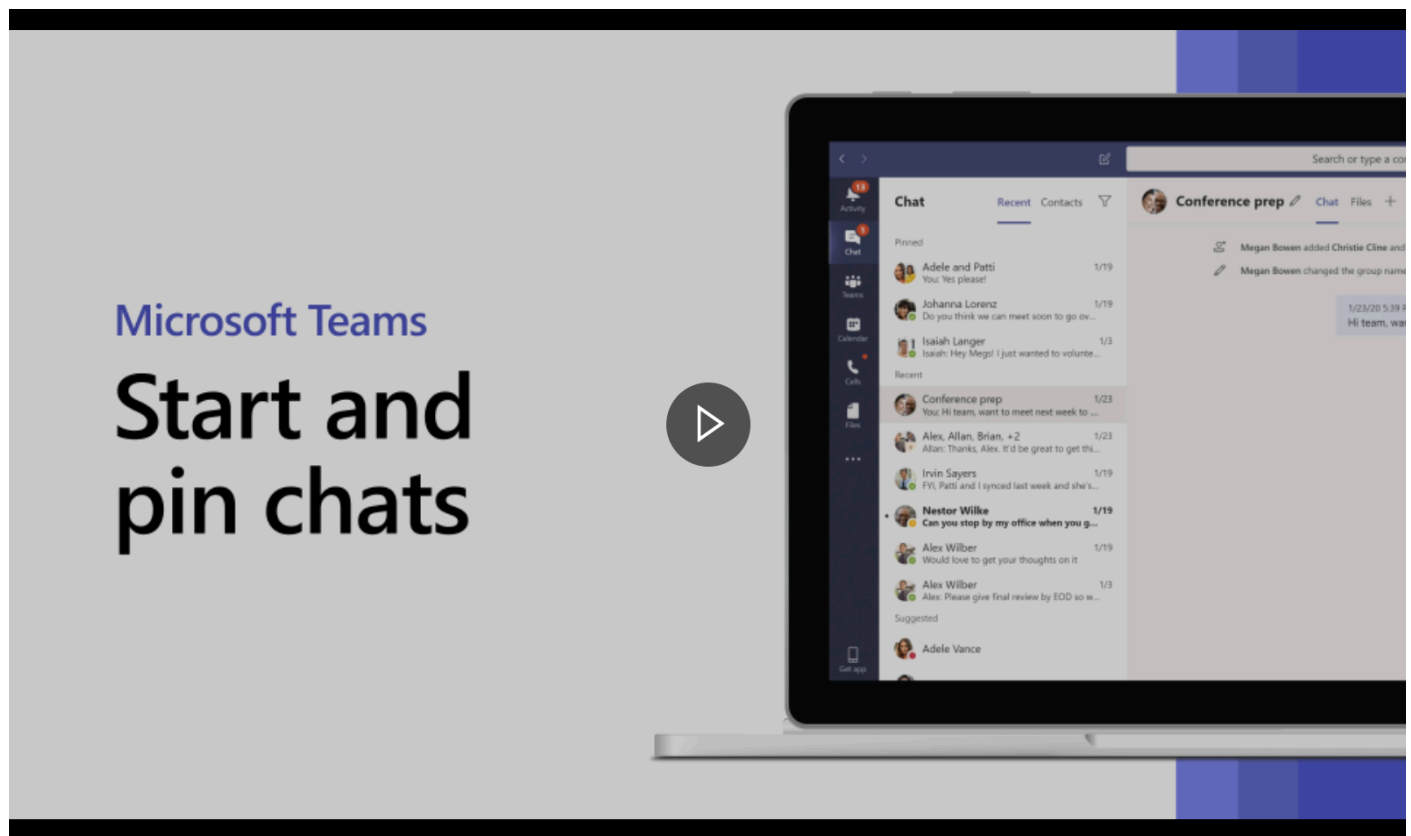 Microsoft Teams
Start and
pin chats
Search or type a co
13
Activity
Chat
Recent
Contacts
Conference prep
Chat
Files
1
Chat
Pinned
Megan Bowen added Christie Cline and
Adele and Patti
1/19
You: Yes please!
Megan Bowen changed the group name
Teams
Johanna Lorenz
1/19
Do you think we can meet soon to go ov...
1/23/20 5:39
Hi team, wa
Calendar
Isaiah Langer
1/3
Isaiah: Hey Megs! I just wanted to volunte...
Calls
Recent
Conference prep
1/23
You: Hi team, want to meet next week to ...
Files
Alex, Allan, Brian, +2
1/23
Allan: Thanks, Alex. It'd be great to get thi...
Irvin Sayers
1/19
FYI, Patti and I synced last week and she's...
Nestor Wilke
1/19
Can you stop by my office when you g...
Alex Wilber
1/19
Would love to get your thoughts on it
Alex Wilber
1/3
Alex: Please give final review by EOD so w...
Suggested
Adele Vance
Get app